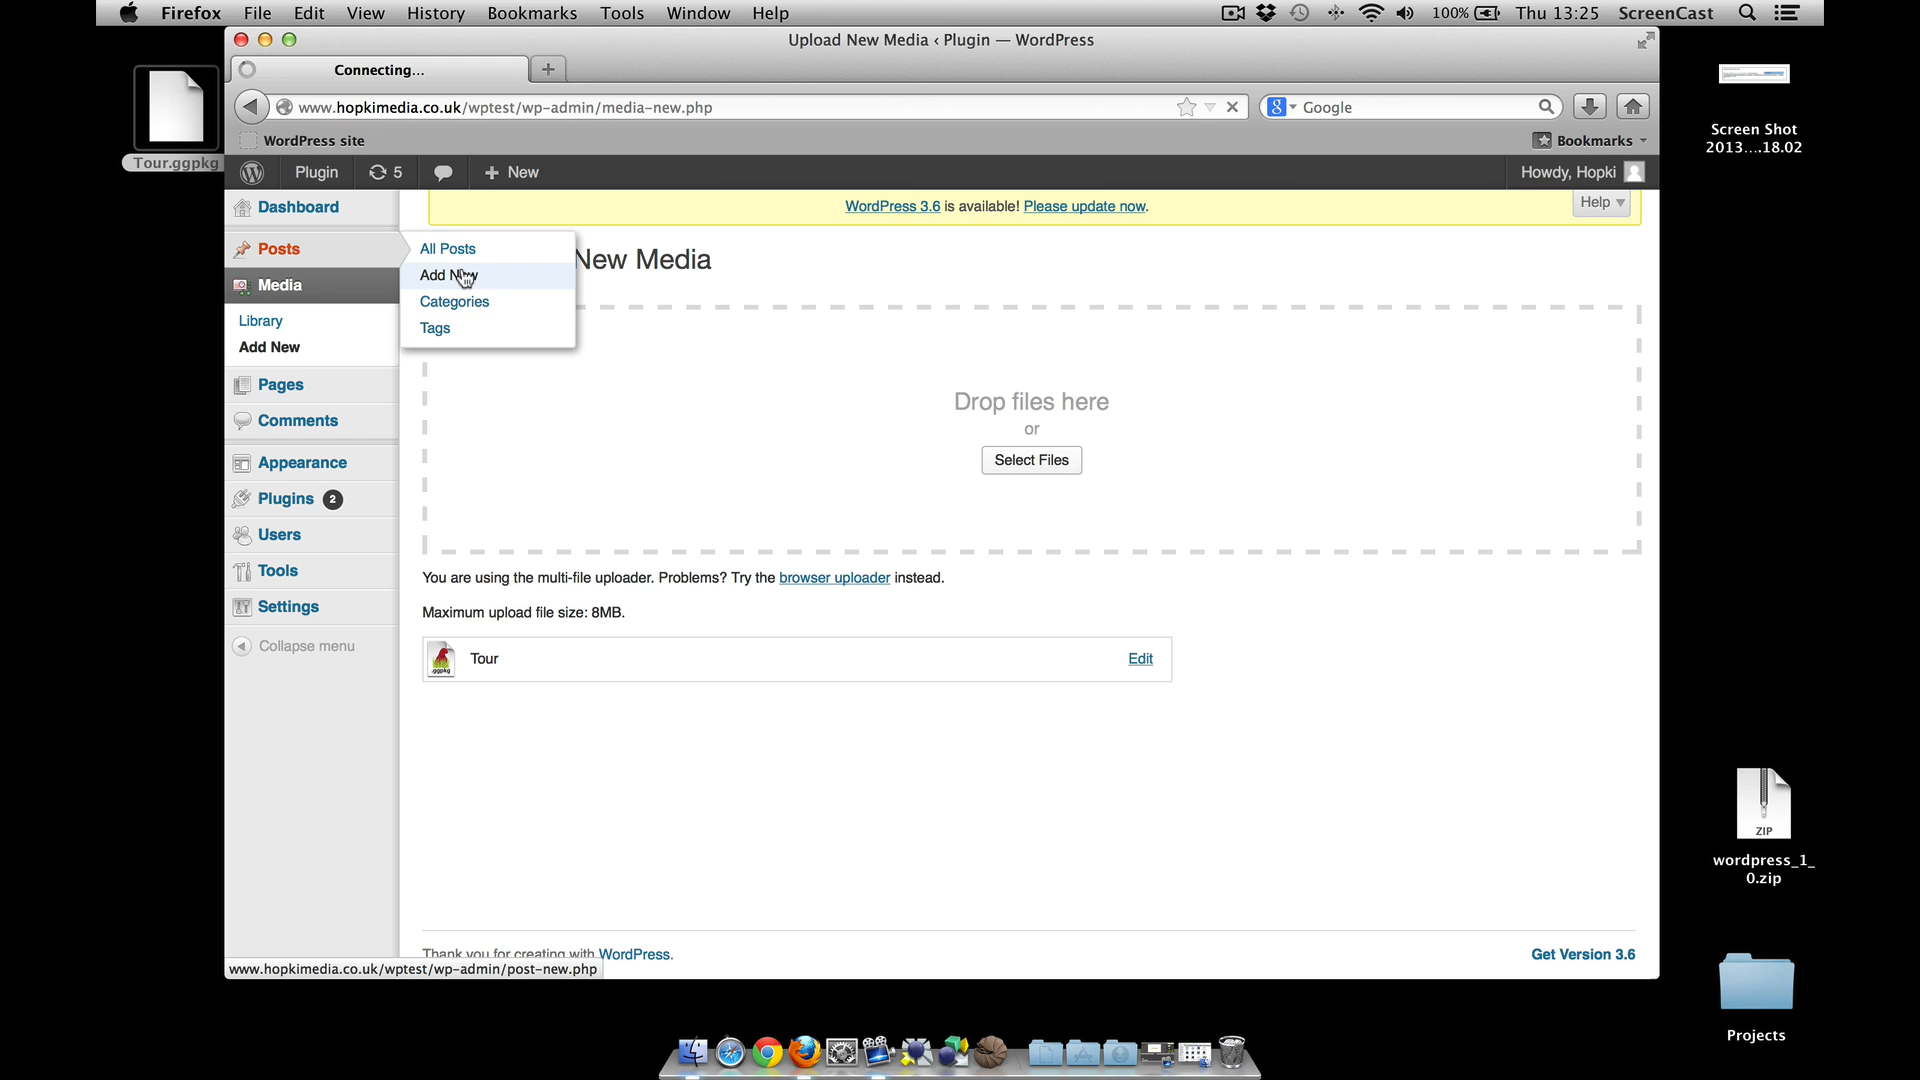 Firefox File Edit View History Bookmarks Tools Window Help 100% Thu 13:25 ScreenCast
Upload New Media ‹ Plugin — WordPress
Connecting...
www.hopkimedia.co.uk/wptest/wp-admin/media-new.php
Google
WordPress site
Bookmarks
Plugin 5 + New
Howdy, Hopki
Tour.ggpkg
Screen Shot
2013....18.02
WordPress 3.6 is available! Please update now.
Help
Dashboard
Posts
Media
Library
Add New
Pages
Comments
Appearance
Plugins 2
Users
Tools
Settings
Collapse menu
All Posts
Add New
Categories
Tags
New Media
Drop files here
or
Select Files
You are using the multi-file uploader. Problems? Try the browser uploader instead.
Maximum upload file size: 8MB.
.ggpkg
Tour
Edit
Thank you for creating with WordPress.
Get Version 3.6
www.hopkimedia.co.uk/wptest/wp-admin/post-new.php
ZIP
wordpress_1_
0.zip
Projects